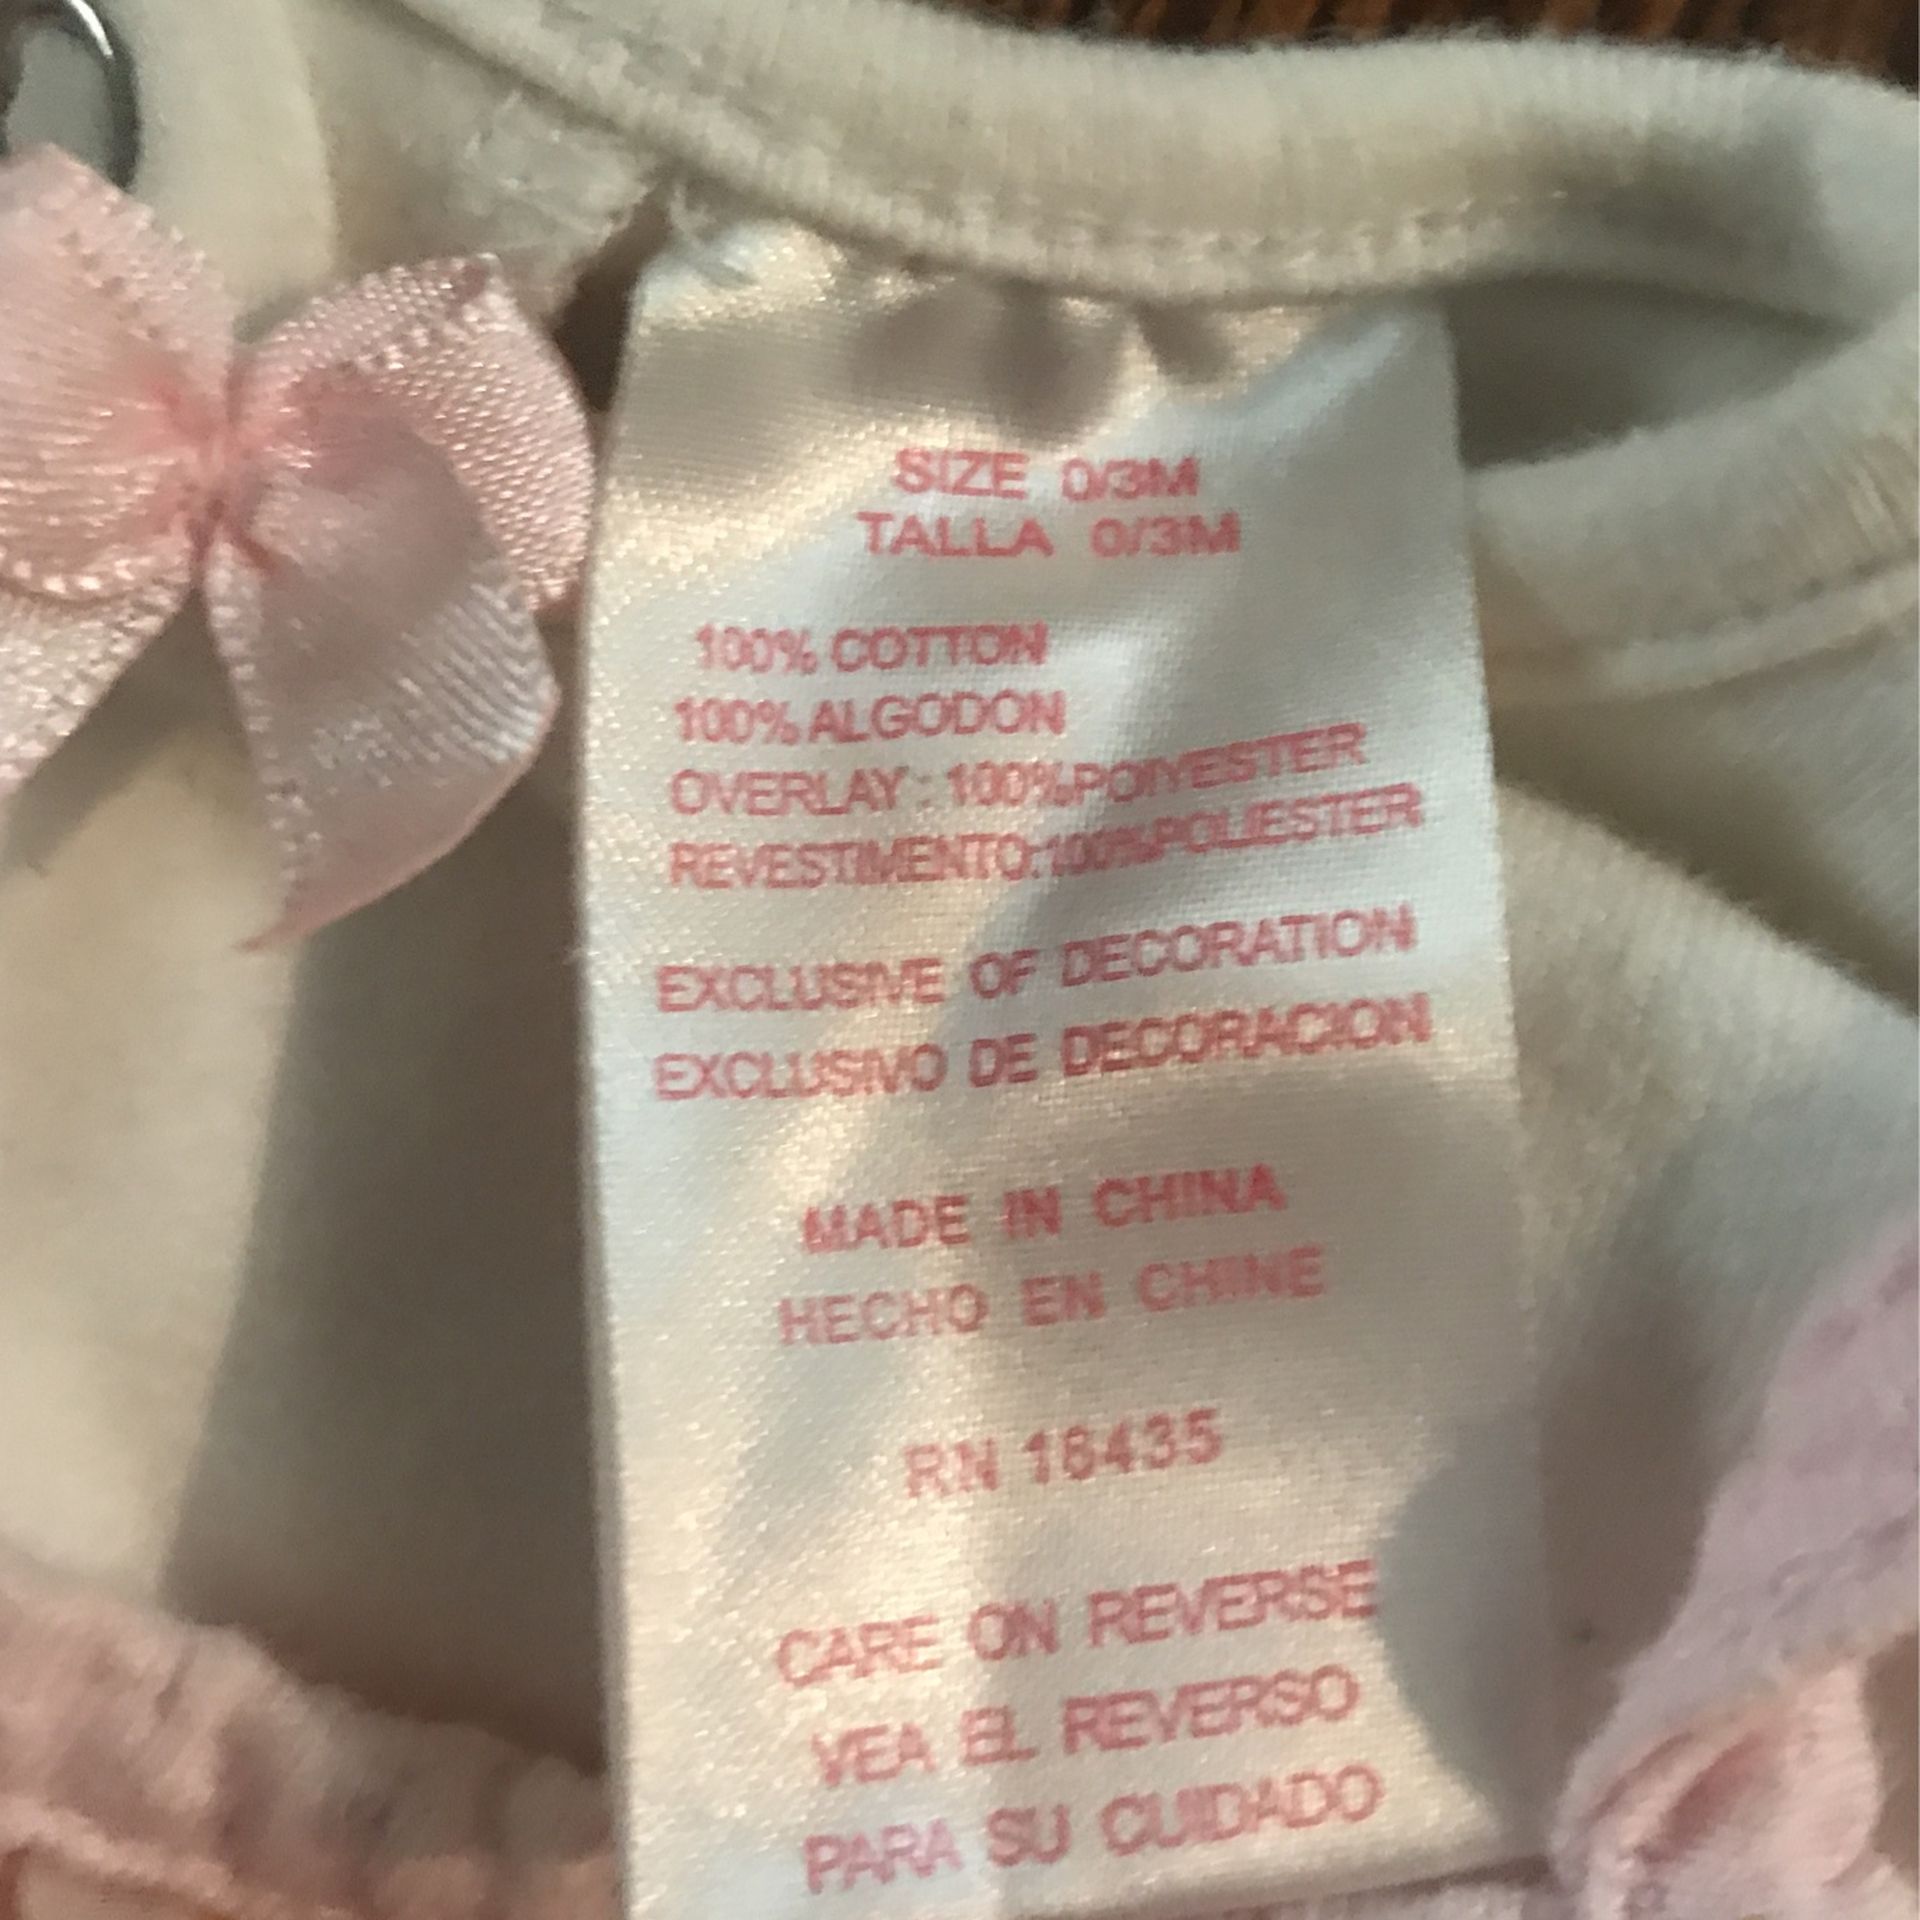 SIZE 0/3M
TALLA 0/3M
100% COTTON
100% ALGODON
OVERLAY : 100%POLYESTER
REVESTIMENTO:100%POLIESTER
EXCLUSIVE OF DECORATION
EXCLUSIVO DE DECORACION
MADE IN CHINA
HECHO EN CHINE
RN 18435
CARE ON REVERSE
VEA EL REVERSO
PARA SU CUIDADO